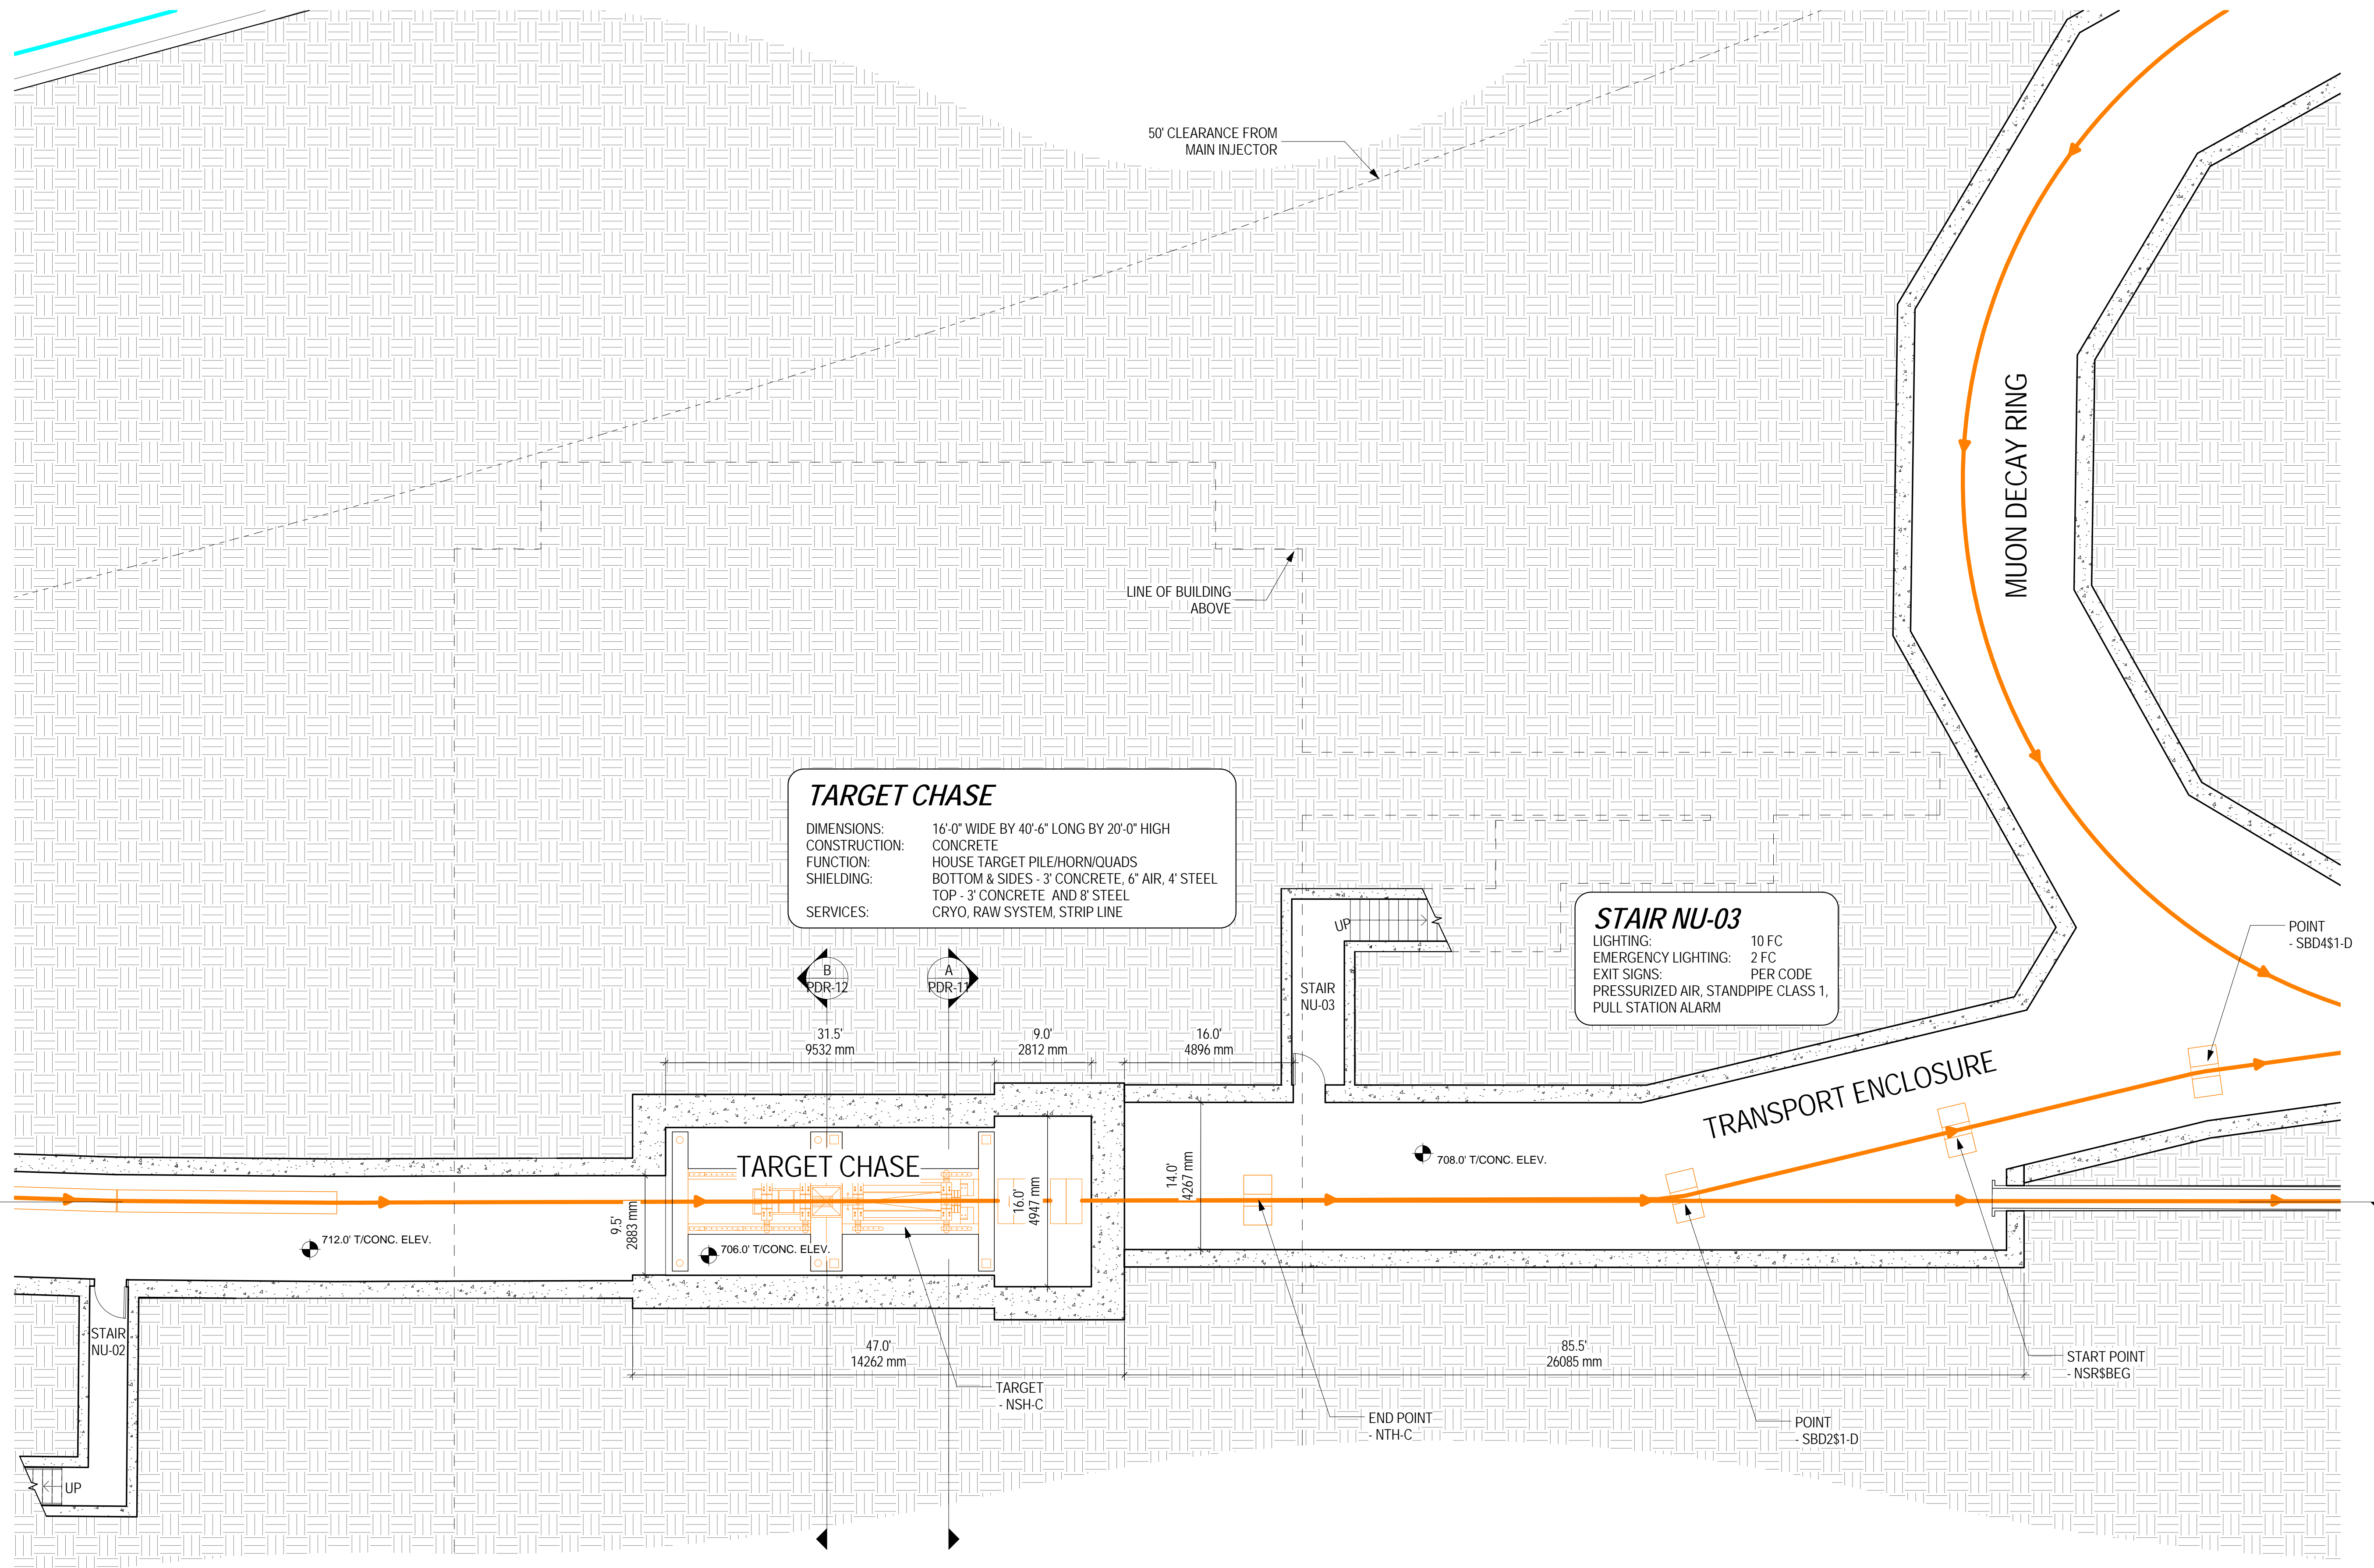 50' CLEARANCE FROM
MAIN INJECTOR
MUON DECAY RING
LINE OF BUILDING
ABOVE
TARGET CHASE
DIMENSIONS: 16'-0" WIDE BY 40'-6" LONG BY 20'-0" HIGH
CONSTRUCTION: CONCRETE
FUNCTION: HOUSE TARGET PILE/HORN/QUADS
SHIELDING: BOTTOM & SIDES - 3' CONCRETE, 6" AIR, 4' STEEL
TOP - 3' CONCRETE AND 8' STEEL
SERVICES: CRYO, RAW SYSTEM, STRIP LINE
STAIR NU-03
LIGHTING: 10 FC
EMERGENCY LIGHTING: 2 FC
EXIT SIGNS: PER CODE
PRESSURIZED AIR, STANDPIPE CLASS 1,
PULL STATION ALARM
UP
POINT
- SBD4$1-D
B
PDR-12
A
PDR-11
STAIR
NU-03
31.5'
9532 mm
9.0'
2812 mm
16.0'
4896 mm
TRANSPORT ENCLOSURE
TARGET CHASE
708.0' T/CONC. ELEV.
14.0'
4267 mm
16.0'
4947 mm
9.5'
2883 mm
712.0' T/CONC. ELEV.
706.0' T/CONC. ELEV.
STAIR
NU-02
47.0'
14262 mm
85.5'
26085 mm
START POINT
- NSR$BEG
TARGET
- NSH-C
END POINT
- NTH-C
POINT
- SBD2$1-D
UP